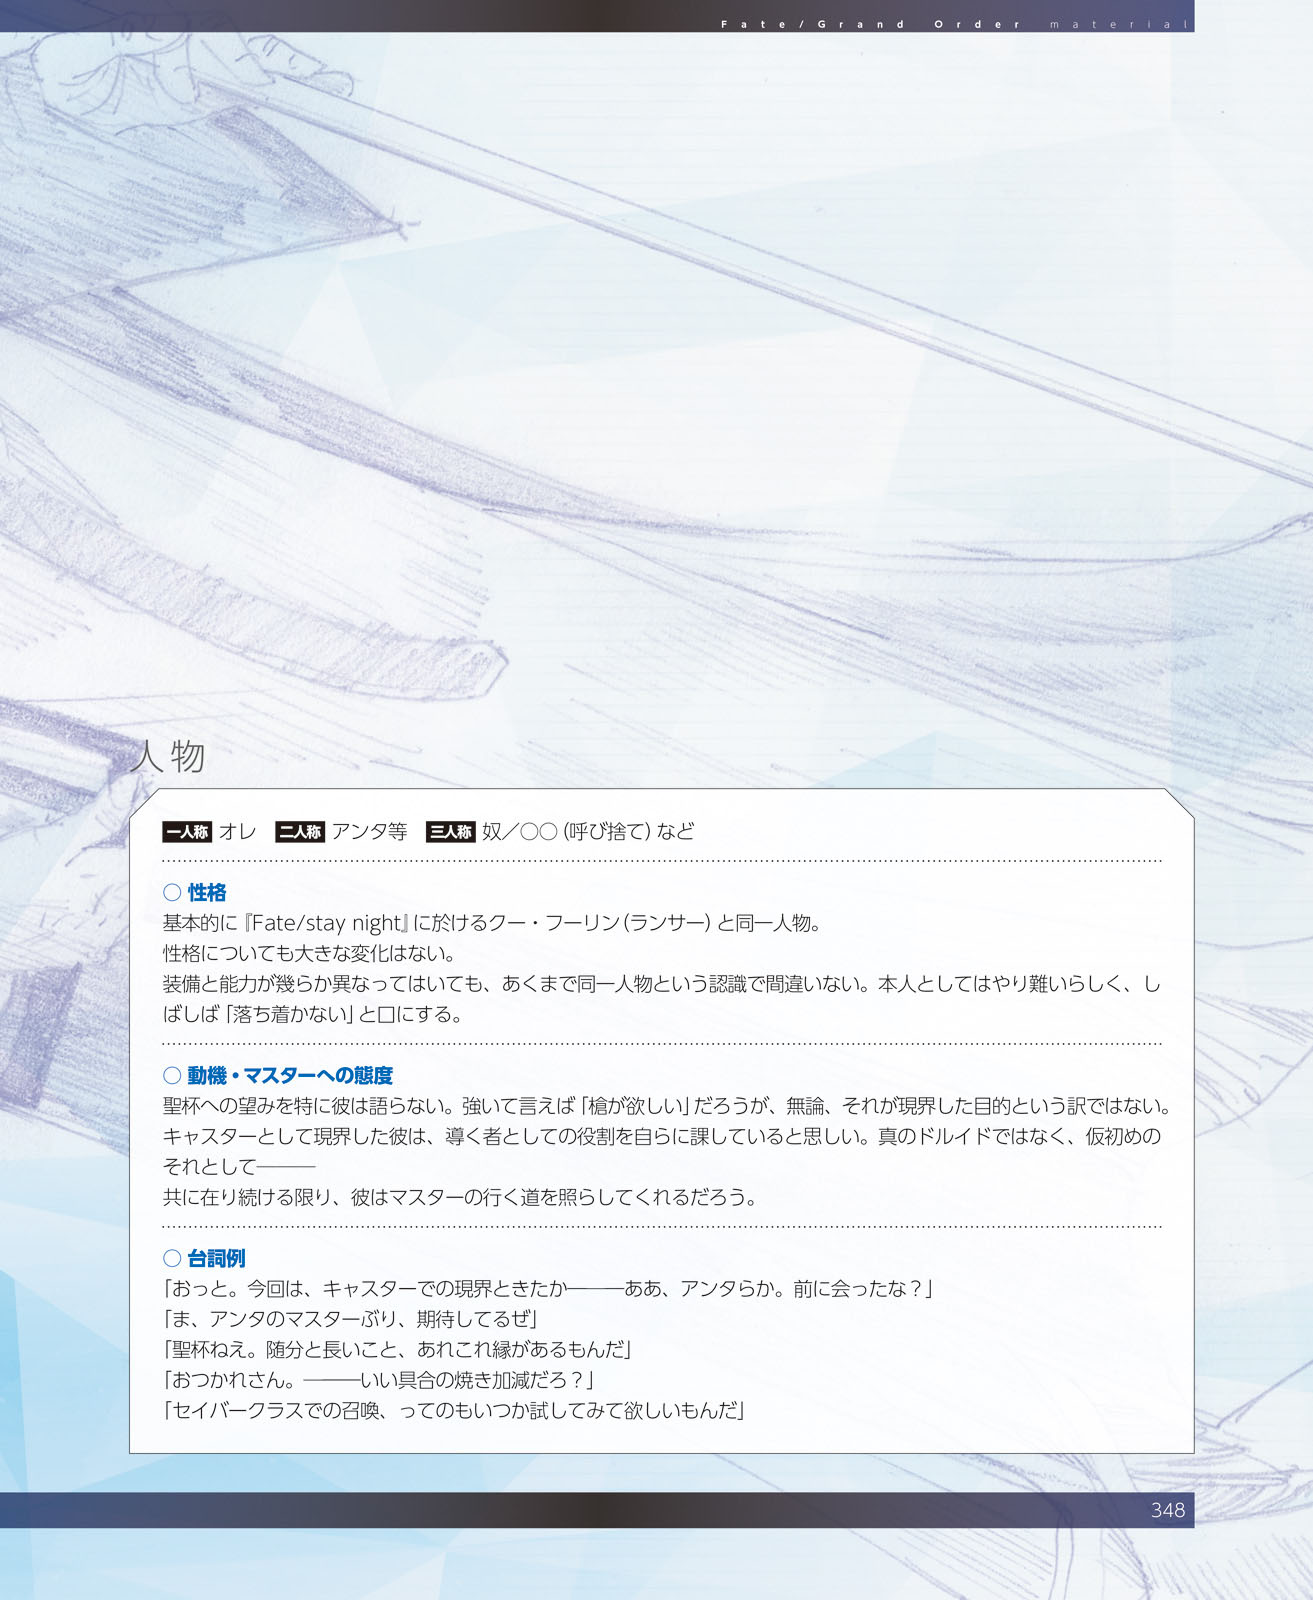 Fate/Grand Order material
人物
一人称 オレ 二人称 アンタ等 三人称 奴／○○（呼び捨て）など
○ 性格
基本的に『Fate/stay night』に於けるクー・フーリン（ランサー）と同一人物。
性格についても大きな変化はない。
装備と能力が幾らか異なってはいても、あくまで同一人物という認識で間違いない。本人としてはやり難いらしく、し
ばしば「落ち着かない」と口にする。
○ 動機・マスターへの態度
聖杯への望みを特に彼は語らない。強いて言えば「槍が欲しい」だろうが、無論、それが現界した目的という訳ではない。
キャスターとして現界した彼は、導く者としての役割を自らに課していると思しい。真のドルイドではなく、仮初めの
それとして―――
共に在り続ける限り、彼はマスターの行く道を照らしてくれるだろう。
○ 台詞例
「おっと。今回は、キャスターでの現界ときたか―――ああ、アンタらか。前に会ったな？」
「ま、アンタのマスターぶり、期待してるぜ」
「聖杯ねえ。随分と長いこと、あれこれ縁があるもんだ」
「おつかれさん。―――いい具合の焼き加減だろ？」
「セイバークラスでの召喚、ってのもいつか試してみて欲しいもんだ」
348